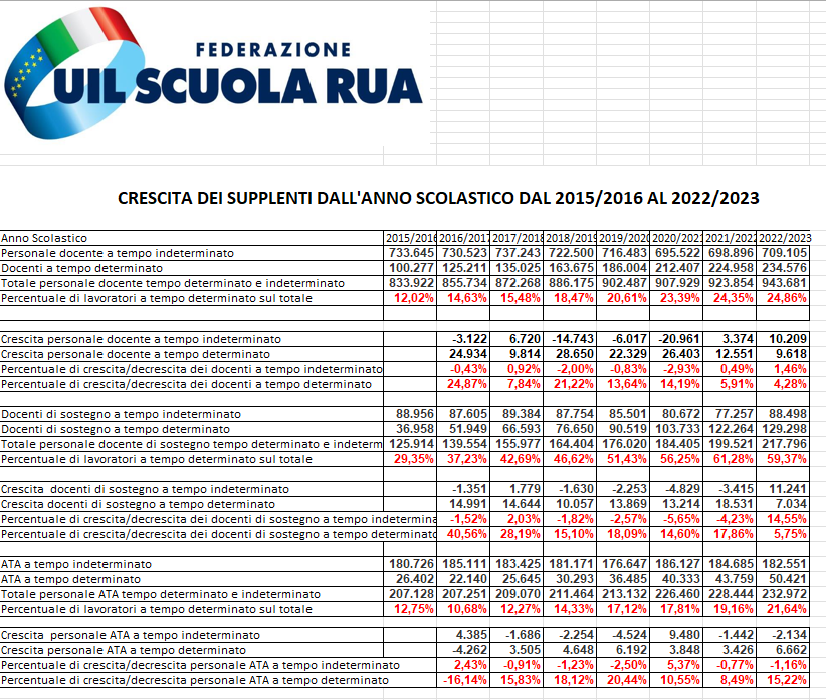 FEDERAZIONE
UIL SCUOLA RUA
CRESCITA DEI SUPPLENTI DALL'ANNO SCOLASTICO DAL 2015/2016 AL 2022/2023
Anno Scolastico 2015/2016 2016/2017 2017/2018 2018/2019 2019/2020 2020/2021 2021/2022 2022/2023
Personale docente a tempo indeterminato 733.645 730.523 737.243 722.500 716.483 695.522 698.896 709.105
Docenti a tempo determinato 100.277 125.211 135.025 163.675 186.004 212.407 224.958 234.576
Totale personale docente tempo determinato e indeterminato 833.922 855.734 872.268 886.175 902.487 907.929 923.854 943.681
Percentuale di lavoratori a tempo determinato sul totale 12,02% 14,63% 15,48% 18,47% 20,61% 23,39% 24,35% 24,86%
Crescita personale docente a tempo indeterminato -3.122 6.720 -14.743 -6.017 -20.961 3.374 10.209
Crescita personale docente a tempo determinato 24.934 9.814 28.650 22.329 26.403 12.551 9.618
Percentuale di crescita/decrescita dei docenti a tempo indeterminato -0,43% 0,92% -2,00% -0,83% -2,93% 0,49% 1,46%
Percentuale di crescita/decrescita dei docenti a tempo determinato 24,87% 7,84% 21,22% 13,64% 14,19% 5,91% 4,28%
Docenti di sostegno a tempo indeterminato 88.956 87.605 89.384 87.754 85.501 80.672 77.257 88.498
Docenti di sostegno a tempo determinato 36.958 51.949 66.593 76.650 90.519 103.733 122.264 129.298
Totale personale docente di sostegno tempo determinato e indeterm 125.914 139.554 155.977 164.404 176.020 184.405 199.521 217.796
Percentuale di lavoratori a tempo determinato sul totale 29,35% 37,23% 42,69% 46,62% 51,43% 56,25% 61,28% 59,37%
Crescita docenti di sostegno a tempo indeterminato -1.351 1.779 -1.630 -2.253 -4.829 -3.415 11.241
Crescita docenti di sostegno a tempo determinato 14.991 14.644 10.057 13.869 13.214 18.531 7.034
Percentuale di crescita/decrescita dei docenti di sostegno a tempo indetermina -1,52% 2,03% -1,82% -2,57% -5,65% -4,23% 14,55%
Percentuale di crescita/decrescita dei docenti di sostegno a tempo determinato 40,56% 28,19% 15,10% 18,09% 14,60% 17,86% 5,75%
ATA a tempo indeterminato 180.726 185.111 183.425 181.171 176.647 186.127 184.685 182.551
ATA a tempo determinato 26.402 22.140 25.645 30.293 36.485 40.333 43.759 50.421
Totale personale ATA tempo determinato e indeterminato 207.128 207.251 209.070 211.464 213.132 226.460 228.444 232.972
Percentuale di lavoratori a tempo determinato sul totale 12,75% 10,68% 12,27% 14,33% 17,12% 17,81% 19,16% 21,64%
Crescita personale ATA a tempo indeterminato 4.385 -1.686 -2.254 -4.524 9.480 -1.442 -2.134
Crescita personale ATA a tempo determinato -4.262 3.505 4.648 6.192 3.848 3.426 6.662
Percentuale di crescita/decrescita personale ATA a tempo indeterminato 2,43% -0,91% -1,23% -2,50% 5,37% -0,77% -1,16%
Percentuale di crescita/decrescita personale ATA a tempo determinato -16,14% 15,83% 18,12% 20,44% 10,55% 8,49% 15,22%